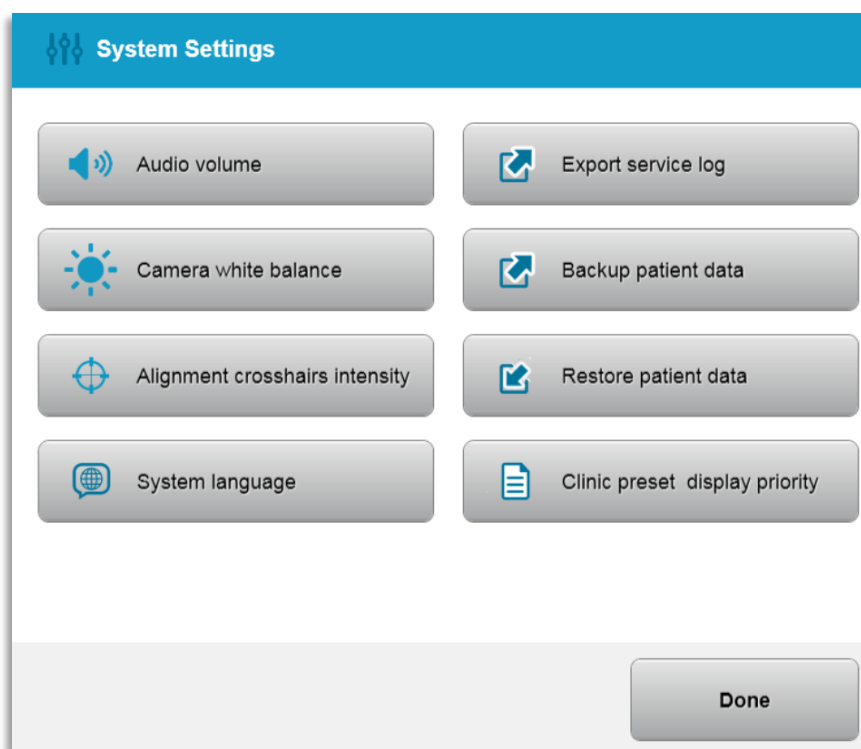 System Settings
Audio volume
Export service log
Camera white balance
Backup patient data
Alignment crosshairs intensity
Restore patient data
System language
Clinic preset display priority
Done